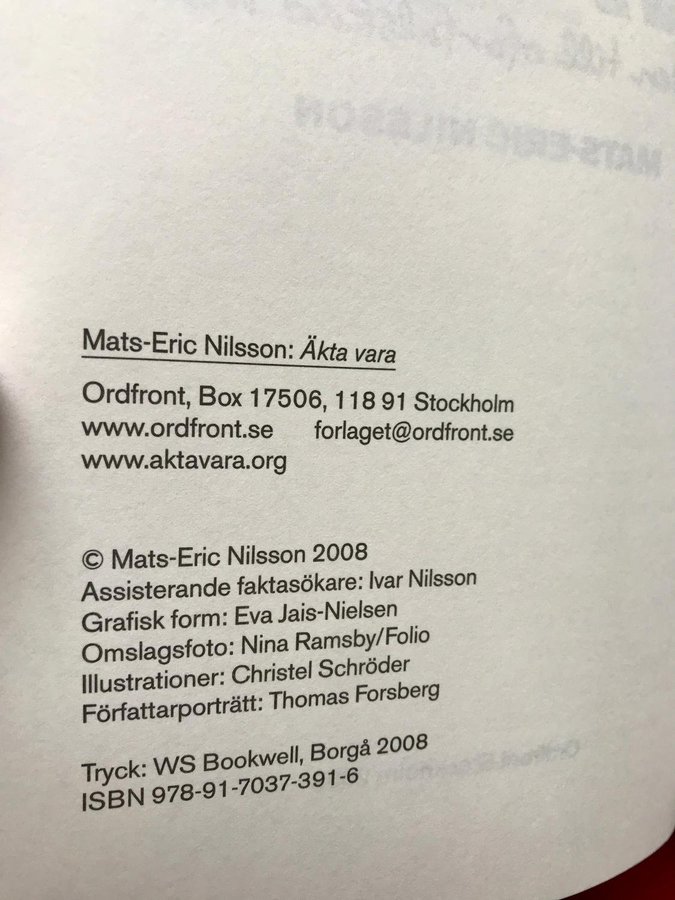 Mats-Eric Nilsson: Äkta vara
Ordfront, Box 17506, 118 91 Stockholm
www.ordfront.se forlaget@ordfront.se
www.aktavara.org
© Mats-Eric Nilsson 2008
Assisterande faktasökare: Ivar Nilsson
Grafisk form: Eva Jais-Nielsen
Omslagsfoto: Nina Ramsby/Folio
Illustrationer: Christel Schröder
Författarporträtt: Thomas Forsberg
Tryck: WS Bookwell, Borgå 2008
ISBN 978-91-7037-391-6